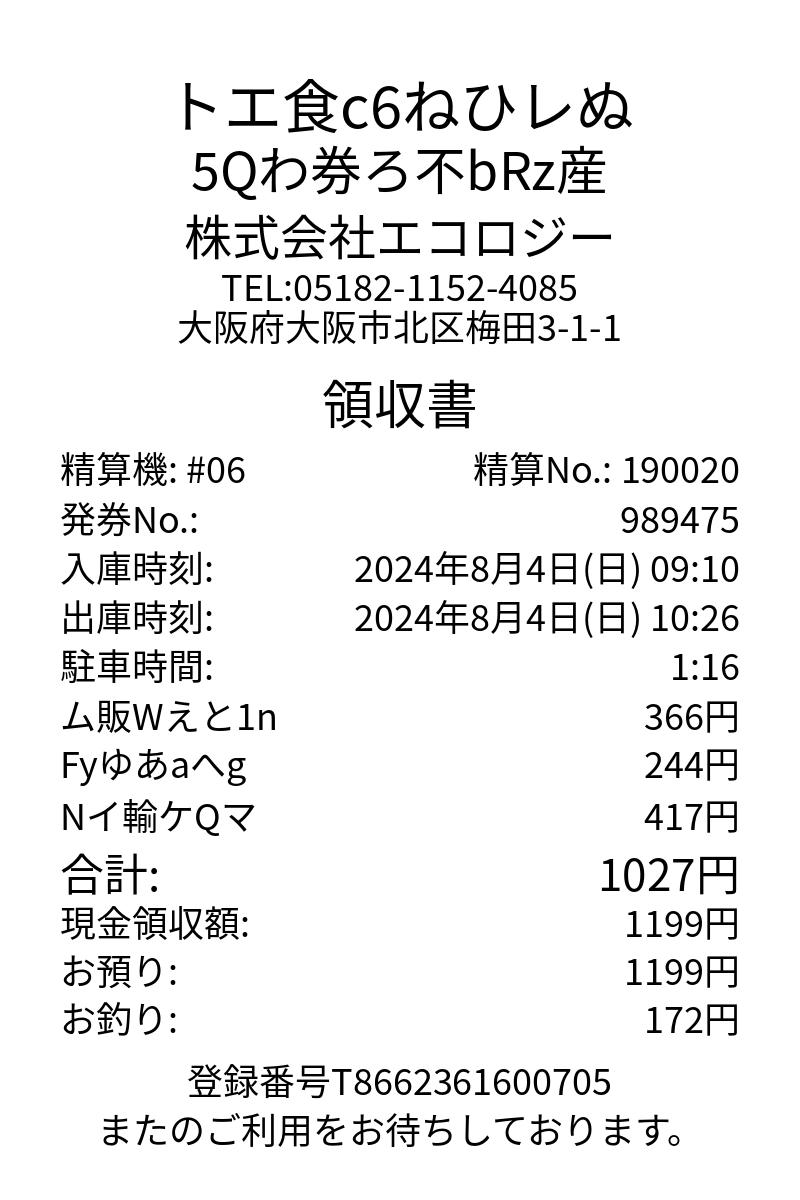 トエ食c6ねひレぬ
5Qわ券ろ不bRz産
株式会社エコロジー
TEL:05182-1152-4085
大阪府大阪市北区梅田3-1-1
領収書
精算機: #06 精算No.: 190020
発券No.: 989475
入庫時刻: 2024年8月4日(日) 09:10
出庫時刻: 2024年8月4日(日) 10:26
駐車時間: 1:16
ム販Wえと1n 366円
Fyゆあaへg 244円
Nイ輸ケQマ 417円
合計: 1027円
現金領収額: 1199円
お預り: 1199円
お釣り: 172円
登録番号T8662361600705
またのご利用をお待ちしております。